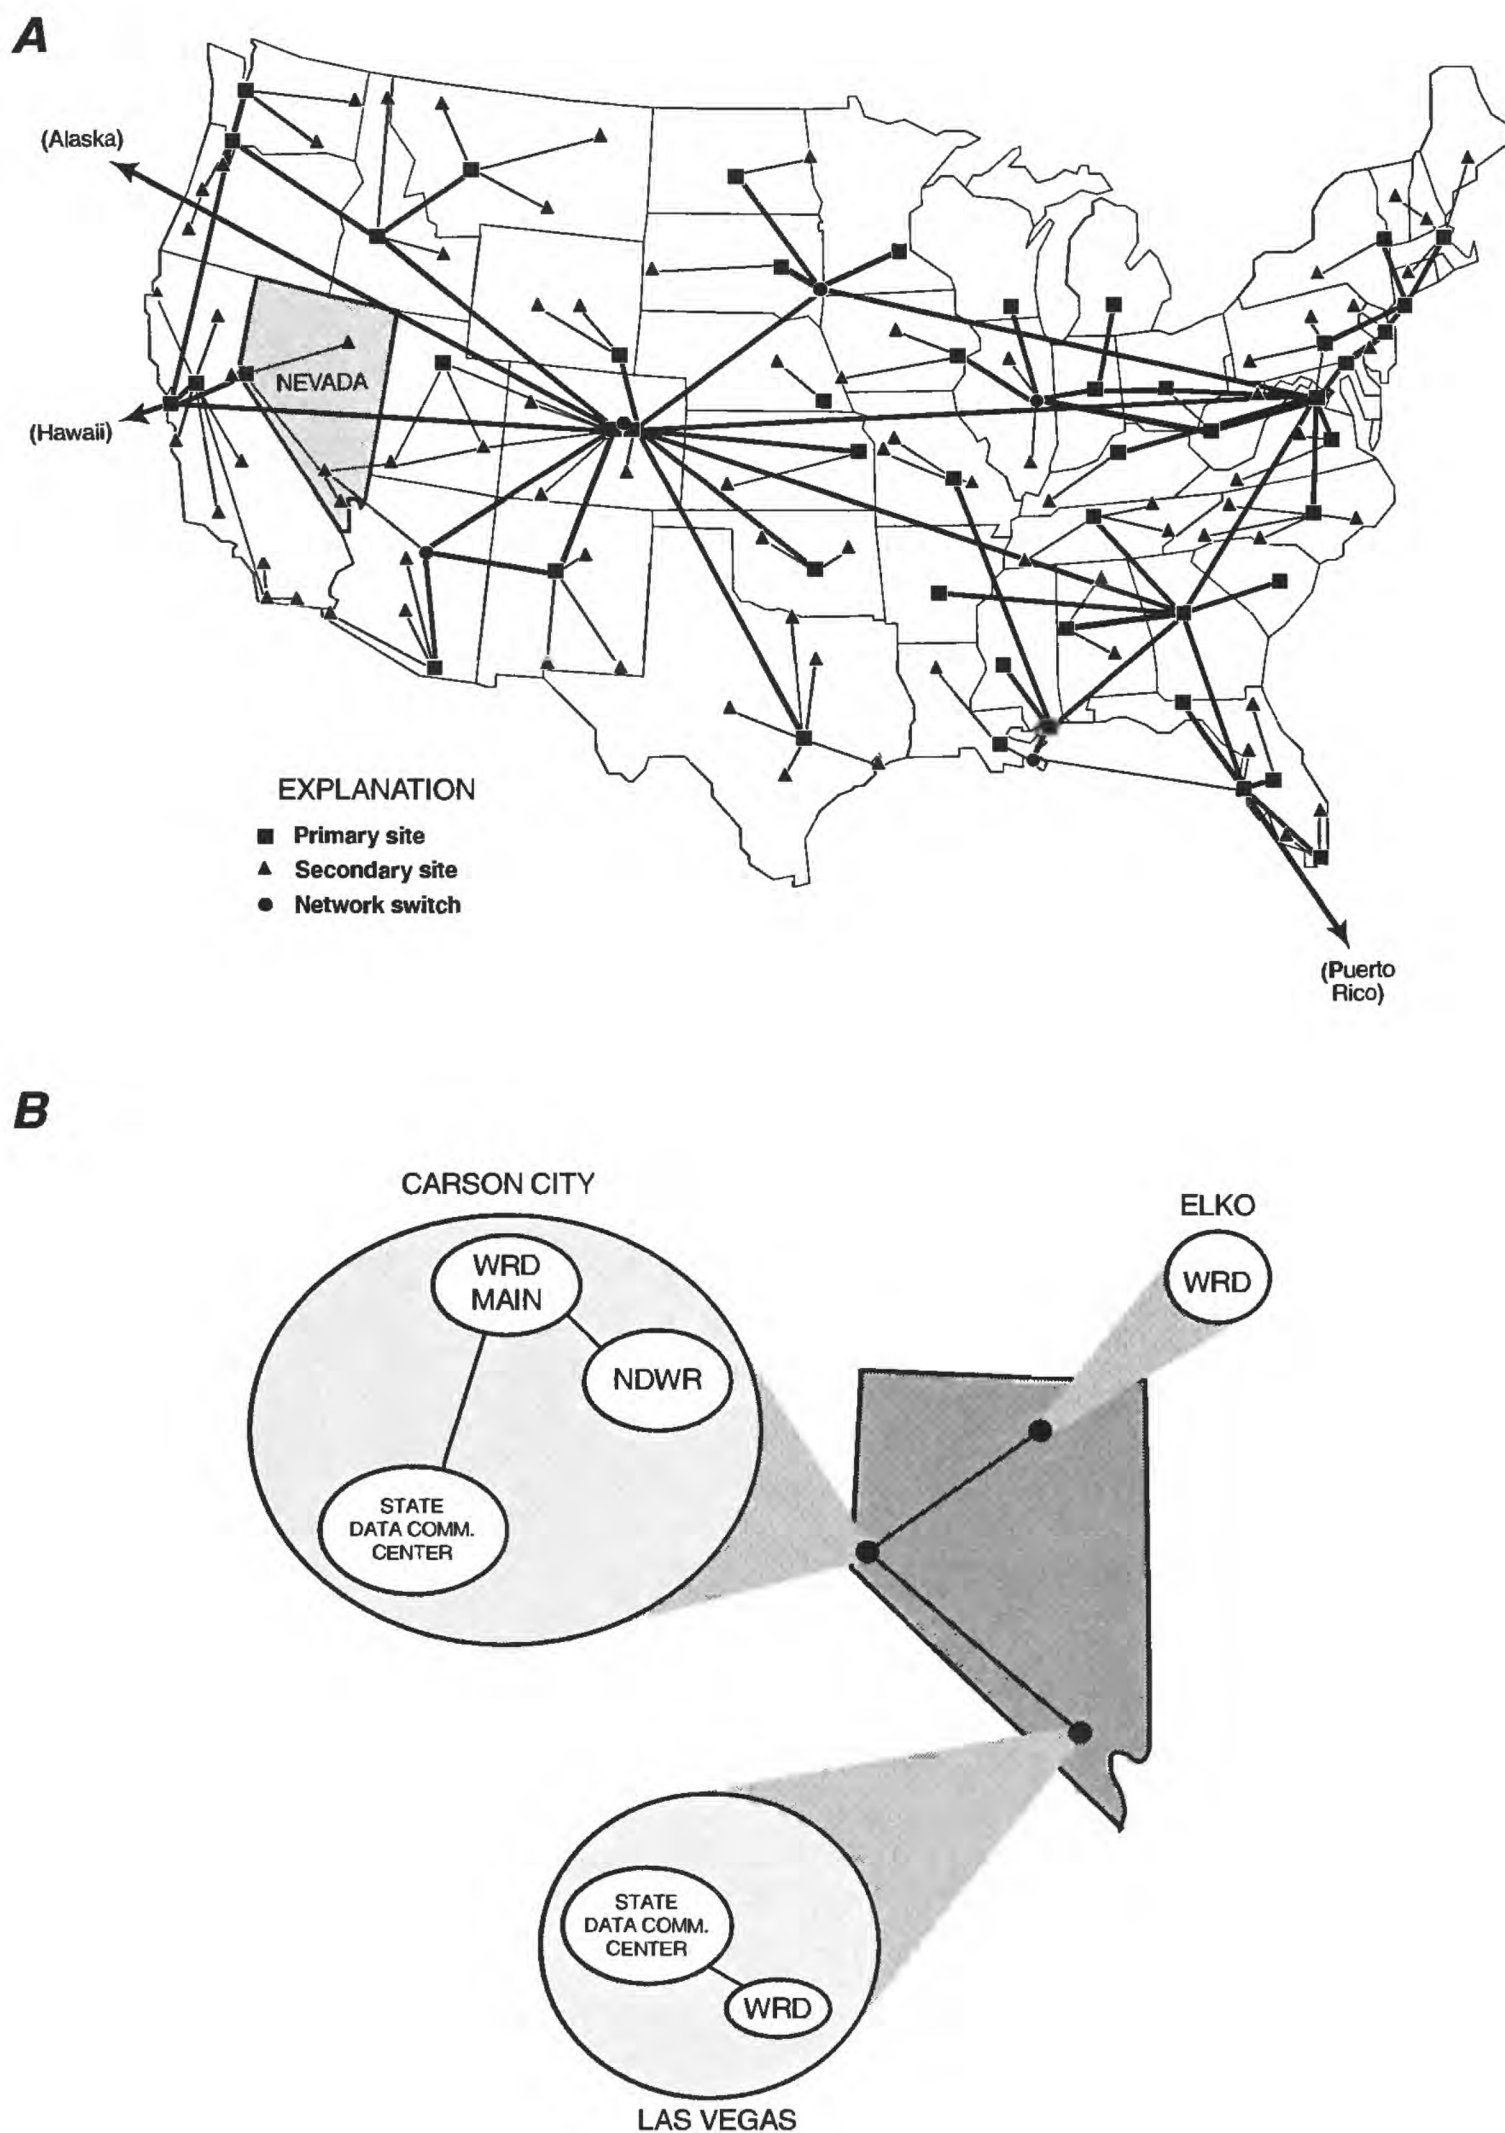 A
(Alaska)
NEVADA
(Hawaii)
EXPLANATION
Primary site
Secondary site
Network switch
(Puerto
Rico)
B
CARSON CITY
WRD
MAIN
NDWR
STATE
DATA COMM.
CENTER
ELKO
WRD
STATE
DATA COMM.
CENTER
WRD
LAS VEGAS